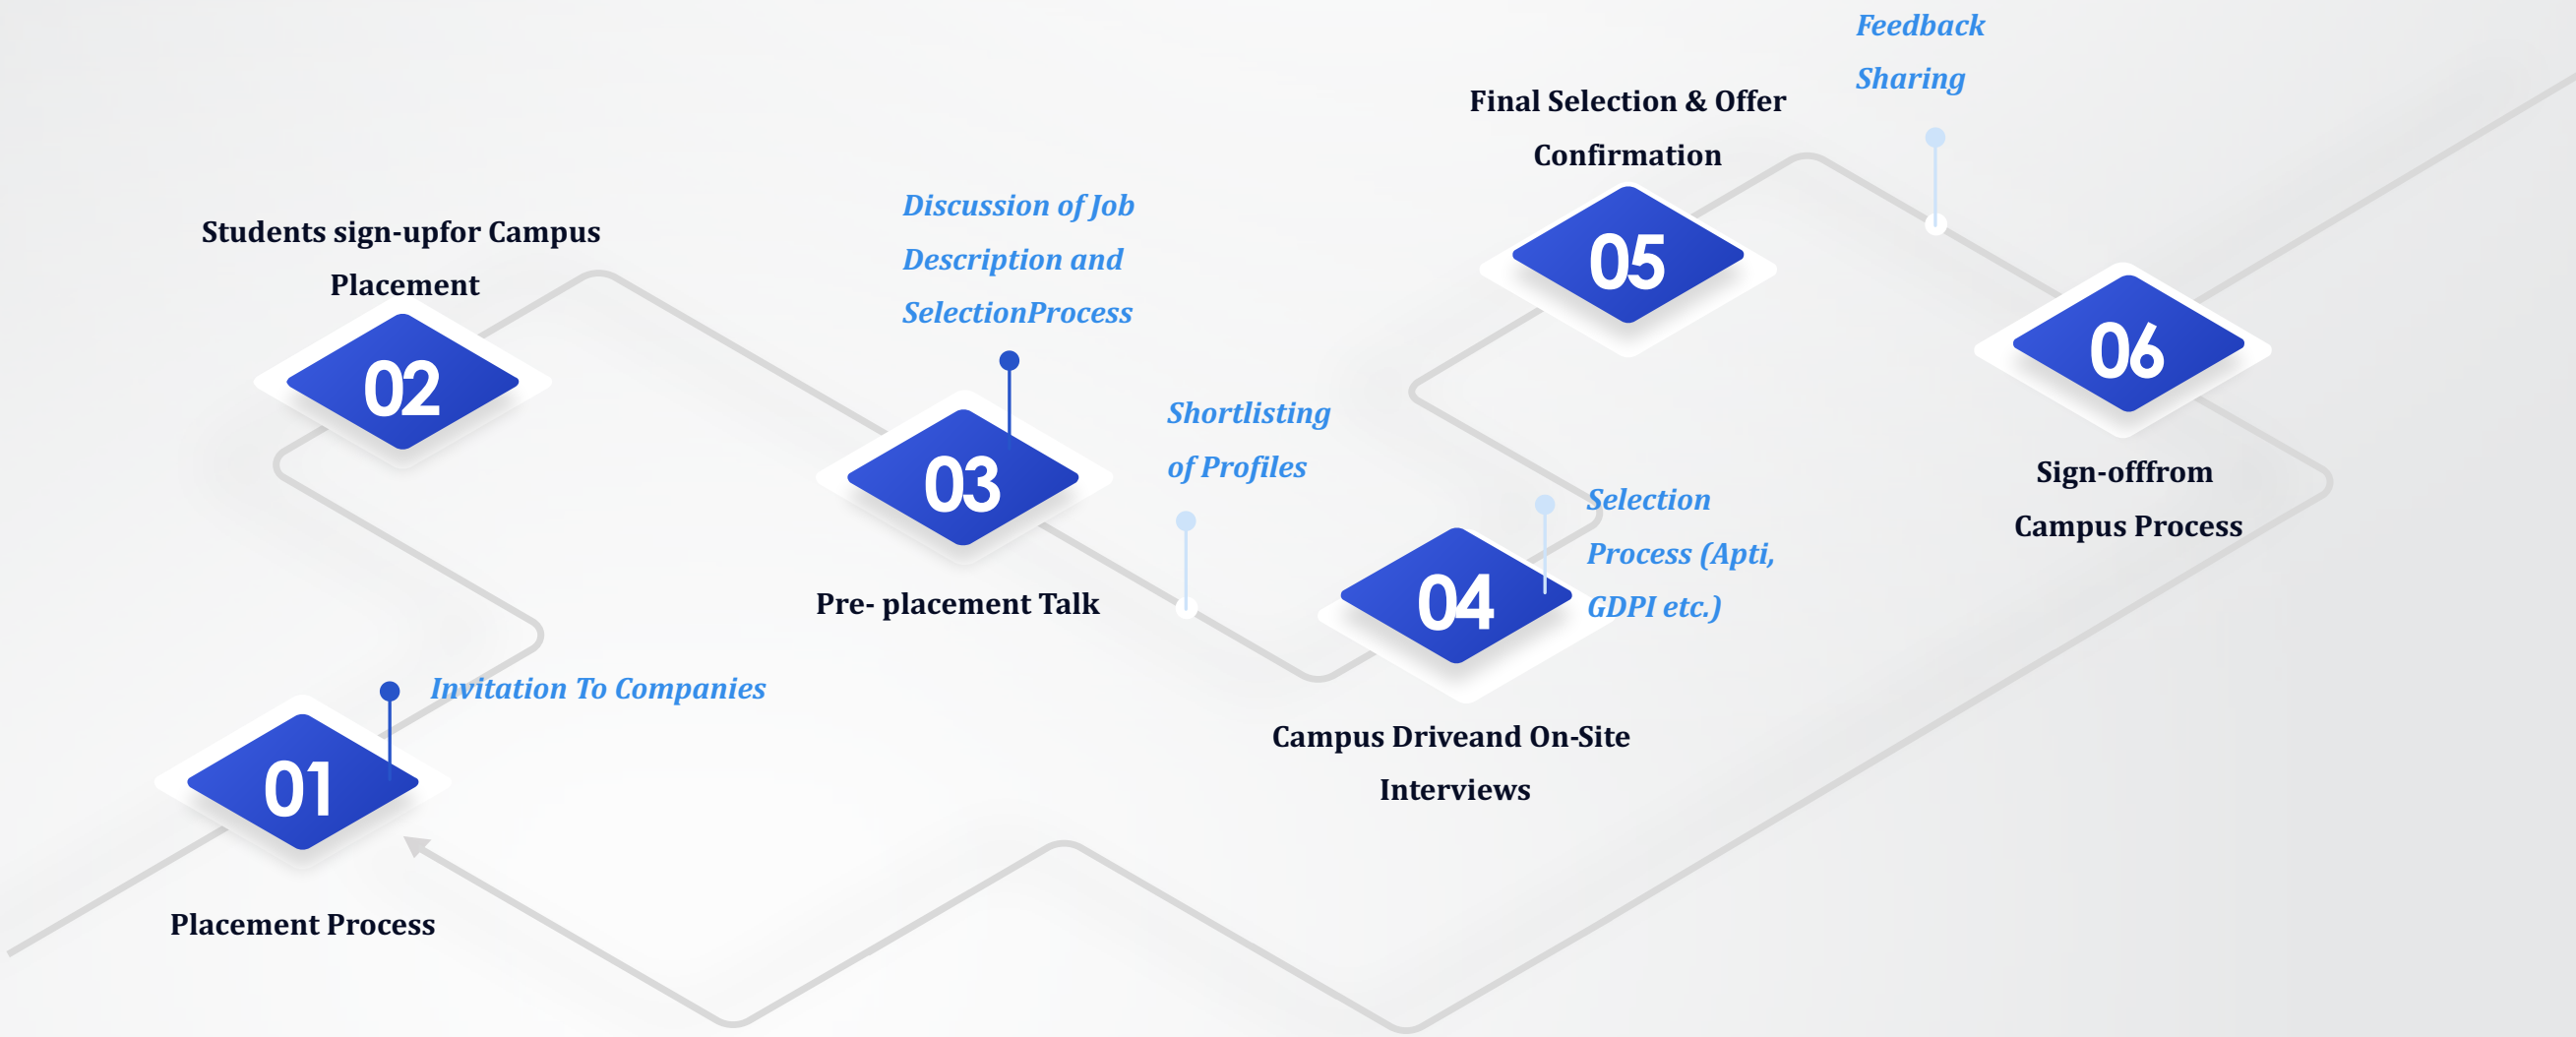 Feedback
Sharing
Final Selection & Offer
Confirmation
05
Discussion of Job
Description and
SelectionProcess
Students sign-upfor Campus
Placement
02
03
Pre- placement Talk
Shortlisting
of Profiles
06
Sign-offfrom
Campus Process
Selection
Process (Apti,
GDPI etc.)
04
Campus Driveand On-Site
Interviews
Invitation To Companies
01
Placement Process